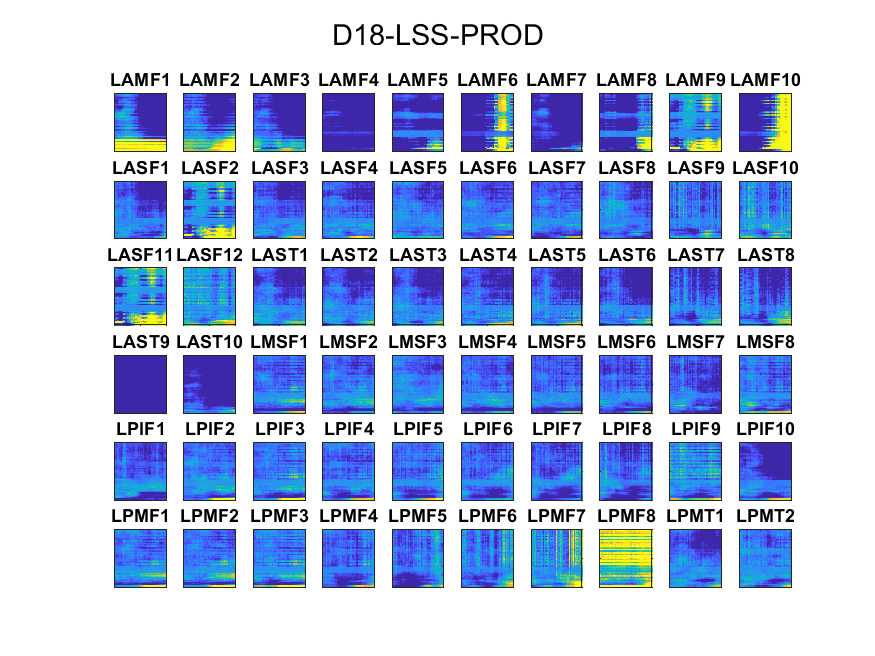 D18-LSS-PROD
LAMF1 LAMF2 LAMF3 LAMF4 LAMF5 LAMF6 LAMF7 LAMF8 LAMF9 LAMF10
LASF1 LASF2 LASF3 LASF4 LASF5 LASF6 LASF7 LASF8 LASF9 LASF10
LASF11 LASF12 LAST1 LAST2 LAST3 LAST4 LAST5 LAST6 LAST7 LAST8
LAST9 LAST10 LMSF1 LMSF2 LMSF3 LMSF4 LMSF5 LMSF6 LMSF7 LMSF8
LPIF1 LPIF2 LPIF3 LPIF4 LPIF5 LPIF6 LPIF7 LPIF8 LPIF9 LPIF10
LPMF1 LPMF2 LPMF3 LPMF4 LPMF5 LPMF6 LPMF7 LPMF8 LPMT1 LPMT2